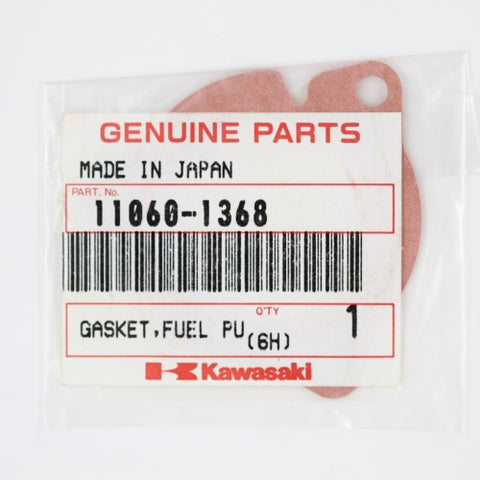 GENUINE PARTS
MADE IN JAPAN
PART. No.
11060-1368
Q'TY
GASKET,FUEL PU(6H) 1
Kawasaki